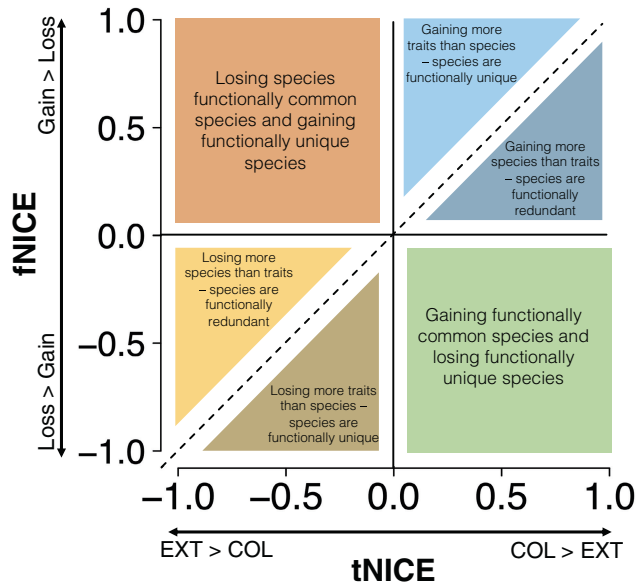 Gain > Loss
fNICE
Loss > Gain
1.0
0.5
0.0
−0.5
−1.0
Losing species
functionally common
species and gaining
functionally unique
species
Gaining more
traits than species
– species are
functionally unique
Gaining more
species than traits
– species are
functionally
redundant
Losing more
species than traits
– species are
functionally
redundant
Losing more traits
than species –
species are
functionally unique
Gaining functionally
common species and
losing functionally
unique species
−1.0
−0.5
0.0
0.5
1.0
EXT > COL
COL > EXT
tNICE